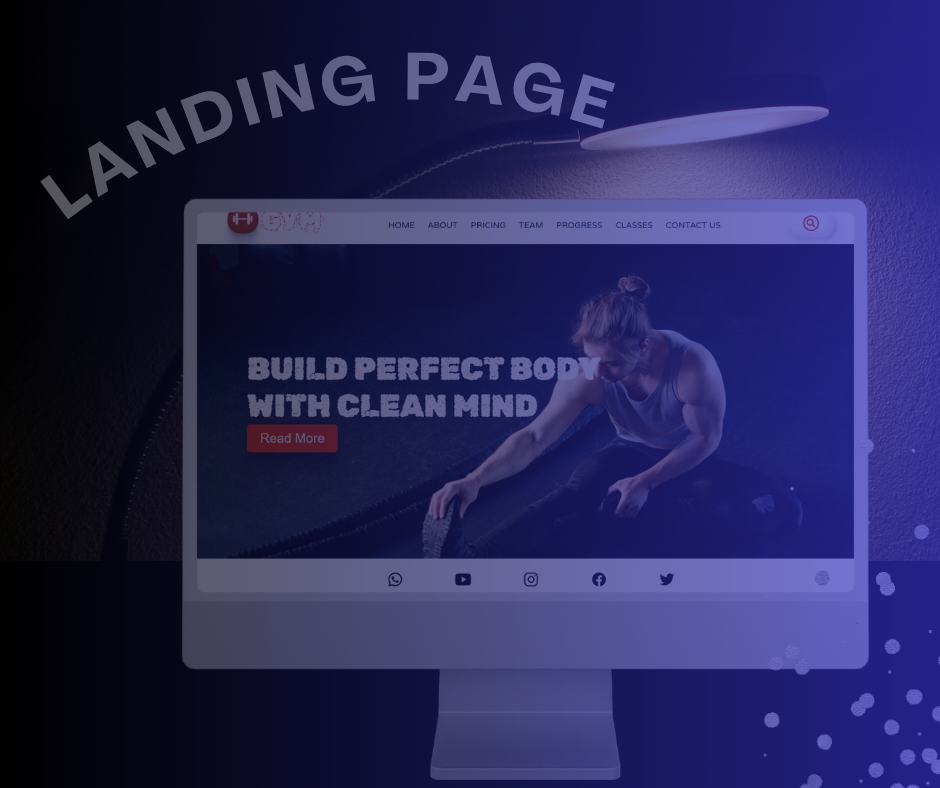 LANDING PAGE
GYM
HOME ABOUT PRICING TEAM PROGRESS CLASSES CONTACT US
BUILD PERFECT BODY
WITH CLEAN MIND
Read More